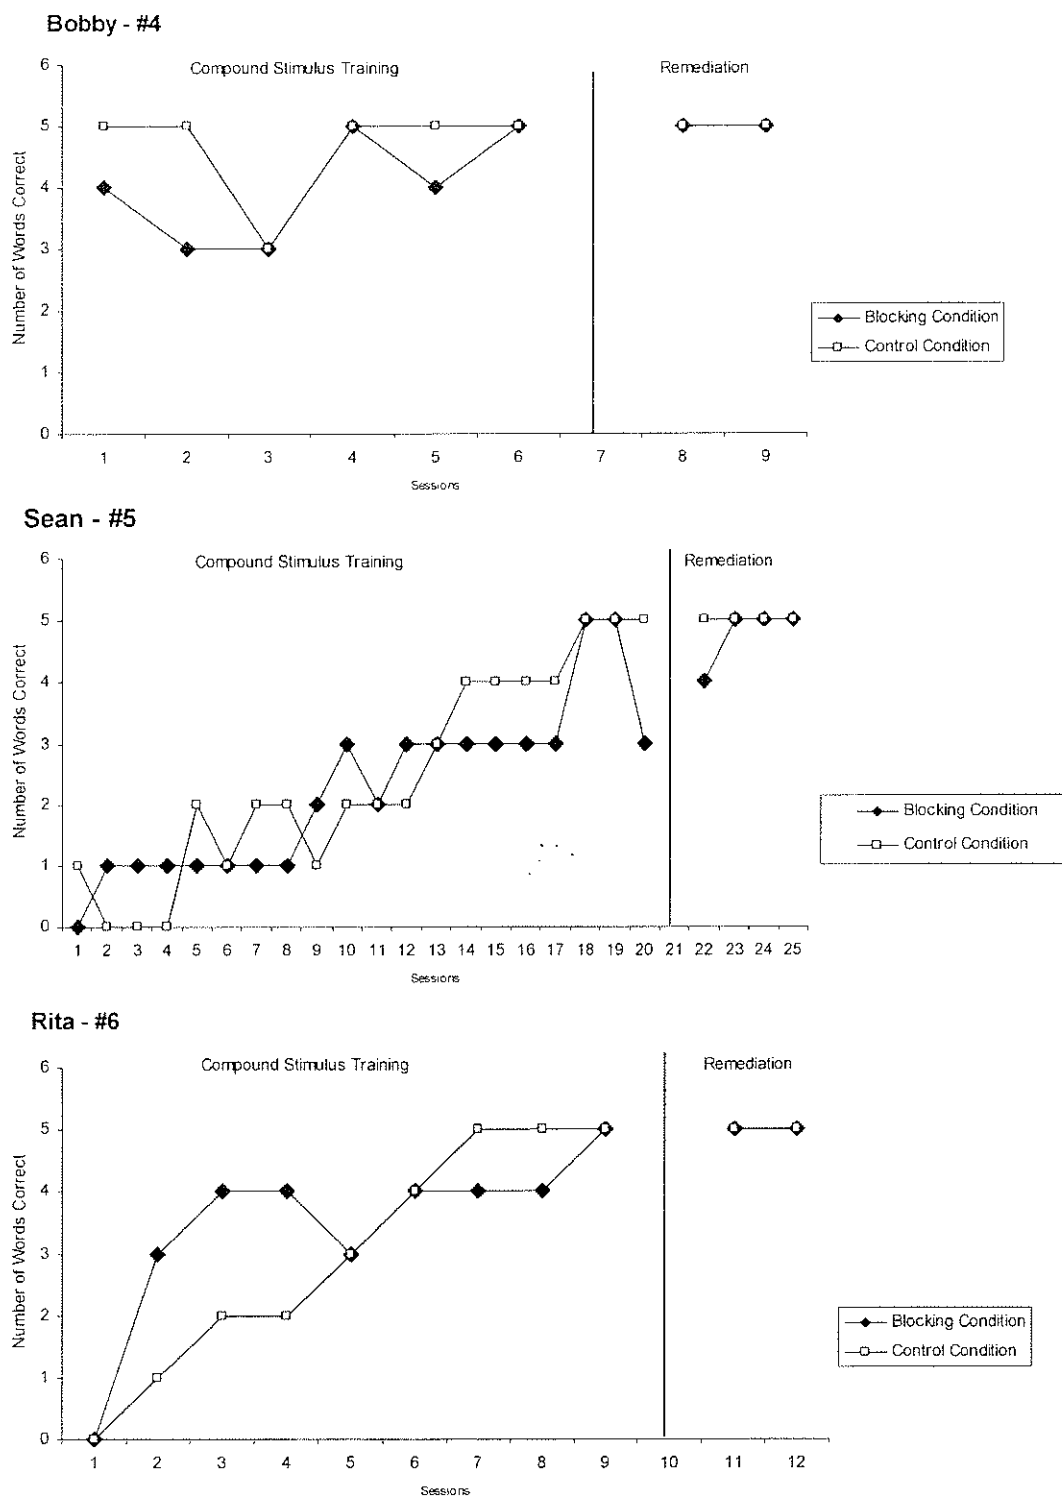 Bobby - #4
Compound Stimulus Training
Remediation
6
5
4
3
2
1
0
Number of Words Correct
1 2 3 4 5 6 7 8 9
Sessions
Blocking Condition
Control Condition
Sean - #5
Compound Stimulus Training
Remediation
6
5
4
3
2
1
0
Number of Words Correct
1 2 3 4 5 6 7 8 9 10 11 12 13 14 15 16 17 18 19 20 21 22 23 24 25
Sessions
Blocking Condition
Control Condition
Rita - #6
Compound Stimulus Training
Remediation
6
5
4
3
2
1
0
Number of Words Correct
1 2 3 4 5 6 7 8 9 10 11 12
Sessions
Blocking Condition
Control Condition